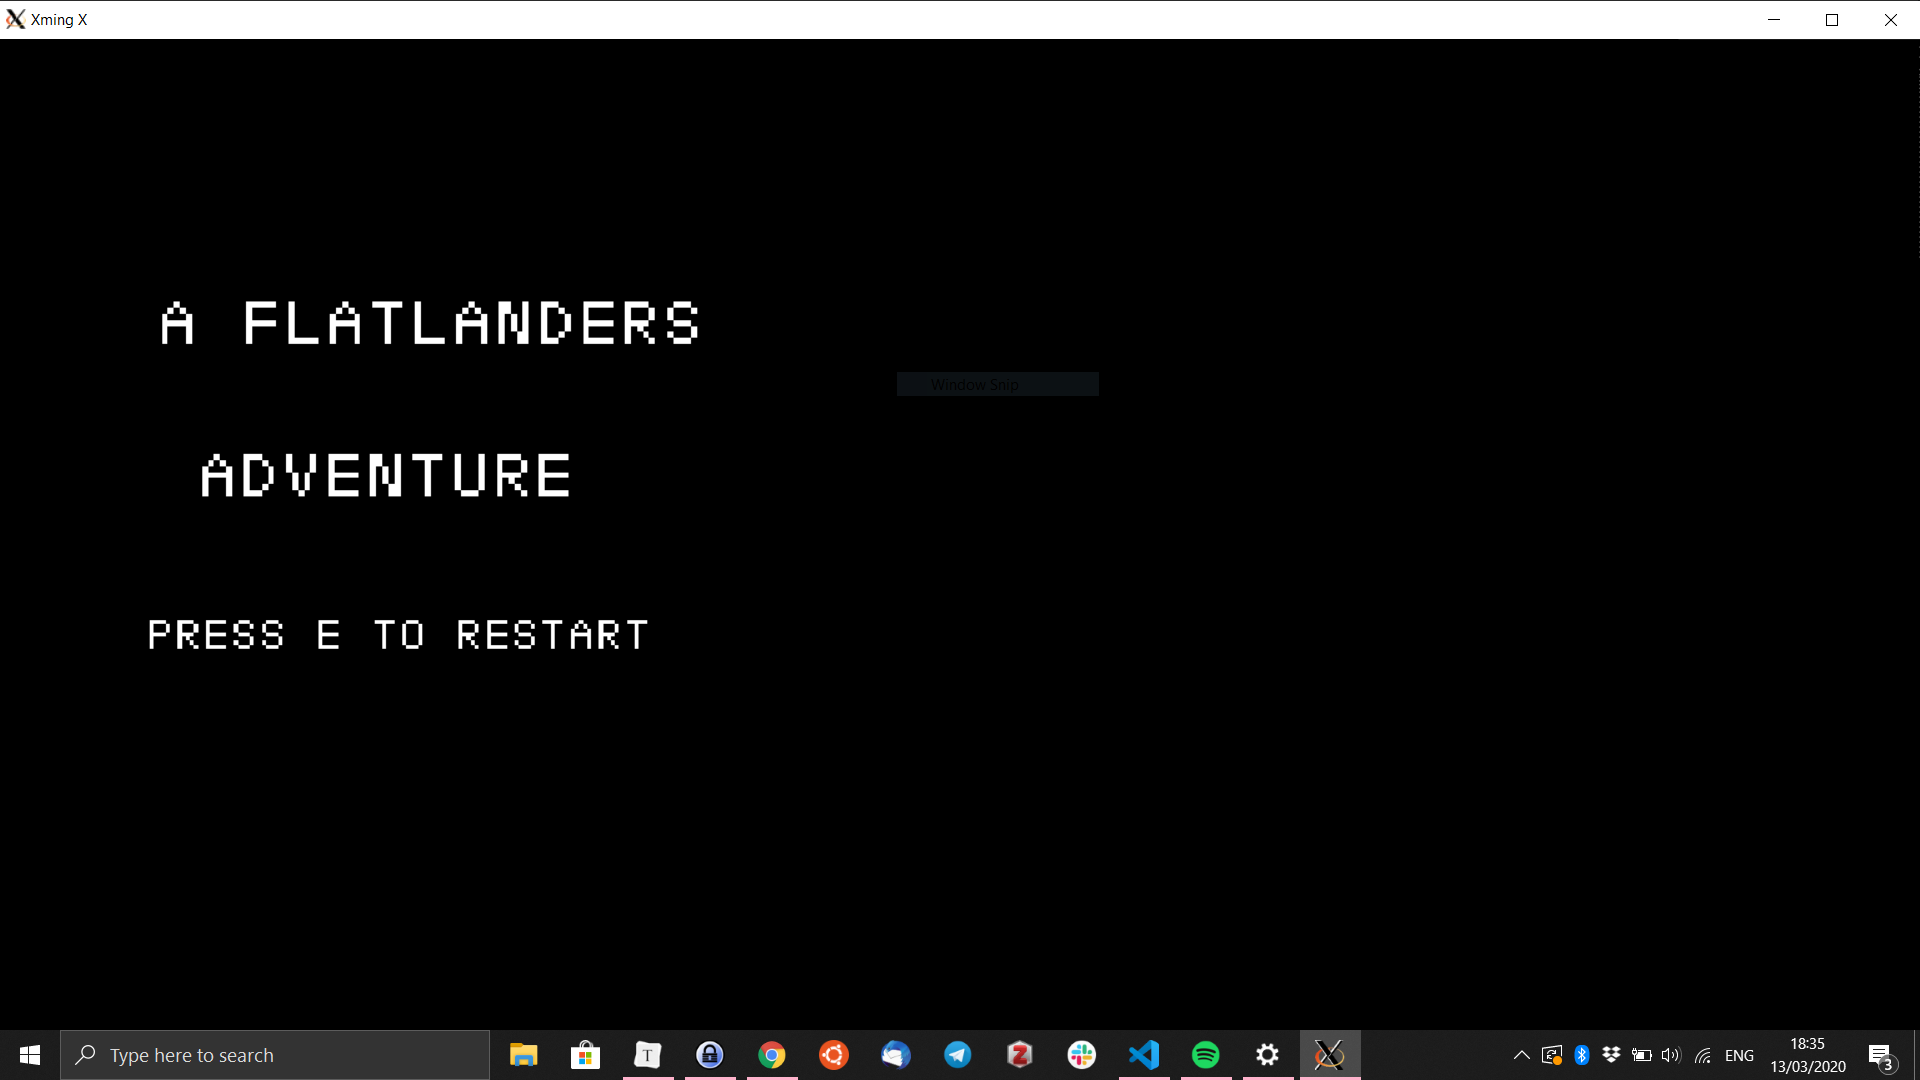 Xming X
A FLATLANDERS
Window Snip
ADVENTURE
PRESS E TO RESTART
Type here to search
T
Z
ENG
18:35
13/03/2020
3